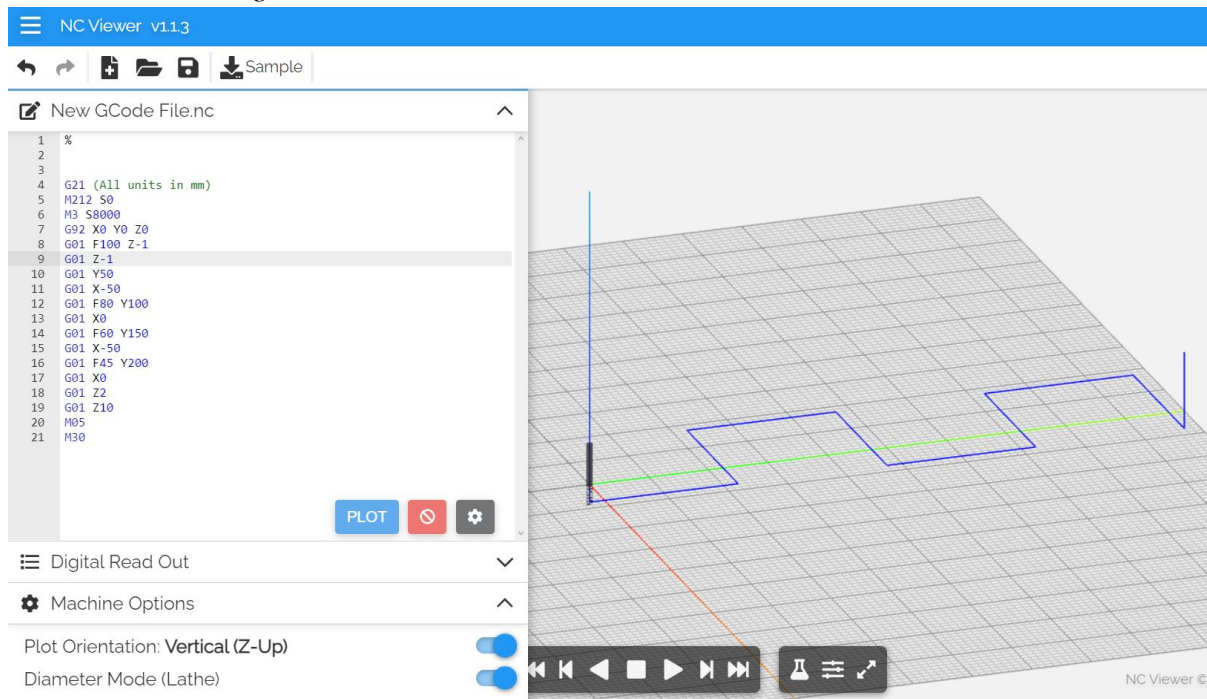 NC Viewer v1.1.3
Sample
New GCode File.nc
1 %
2
3
4 G21 (All units in mm)
5 M212 S0
6 M3 S8000
7 G92 X0 Y0 Z0
8 G01 F100 Z-1
9 G01 Z-1
10 G01 Y50
11 G01 X-50
12 G01 F80 Y100
13 G01 X0
14 G01 F60 Y150
15 G01 X-50
16 G01 F45 Y200
17 G01 X0
18 G01 Z2
19 G01 Z10
20 M05
21 M30
PLOT
Digital Read Out
Machine Options
Plot Orientation: Vertical (Z-Up)
Diameter Mode (Lathe)
NC Viewer ©